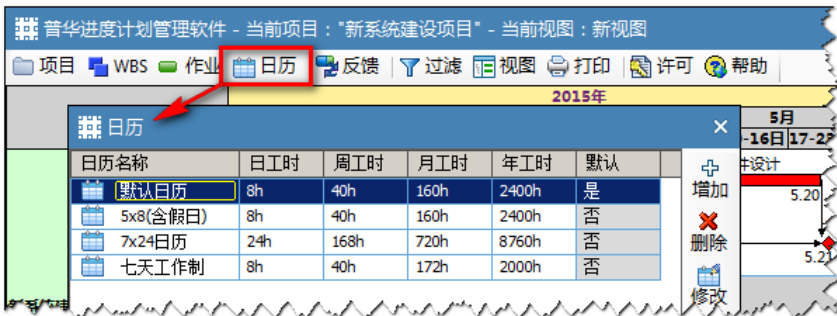 普华进度计划管理软件 - 当前项目："新系统建设项目" - 当前视图：新视图
项目 WBS 作业 日历 反馈 过滤 视图 打印 许可 帮助
2015年
5月
-16日 17-23
日历
日历名称 日工时 周工时 月工时 年工时 默认
默认日历 8h 40h 160h 2400h 是
5x8(含假日) 8h 40h 160h 2400h 否
7x24日历 24h 168h 720h 8760h 否
七天工作制 8h 40h 172h 2000h 否
增加
删除
修改
件设计
5.20
5.21